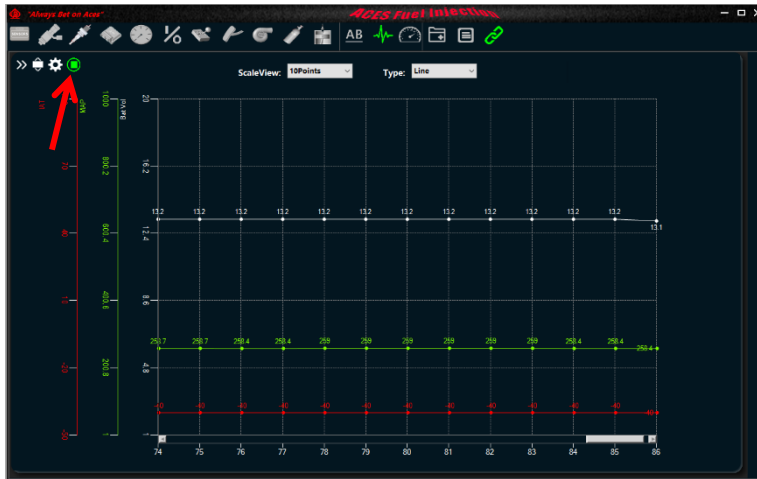 "Always Bet on Aces"
ACES Fuel Injection
AB
ScaleView: 10Points Type: Line
1000 Bat Vol 20
70 800.2 16.2
600.4 12.4
400.6 8.6
200.8 4.8
1 1
13.2 13.2 13.2 13.2 13.2 13.2 13.2 13.2 13.2 13.2 13.2 13.2 13.1
258.7 258.7 258.4 258.4 259 259 259 259 259 259 258.4 258.4 258.4
-40 -40 -40 -40 -40 -40 -40 -40 -40 -40 -40 -40 -40
74 75 76 77 78 79 80 81 82 83 84 85 86